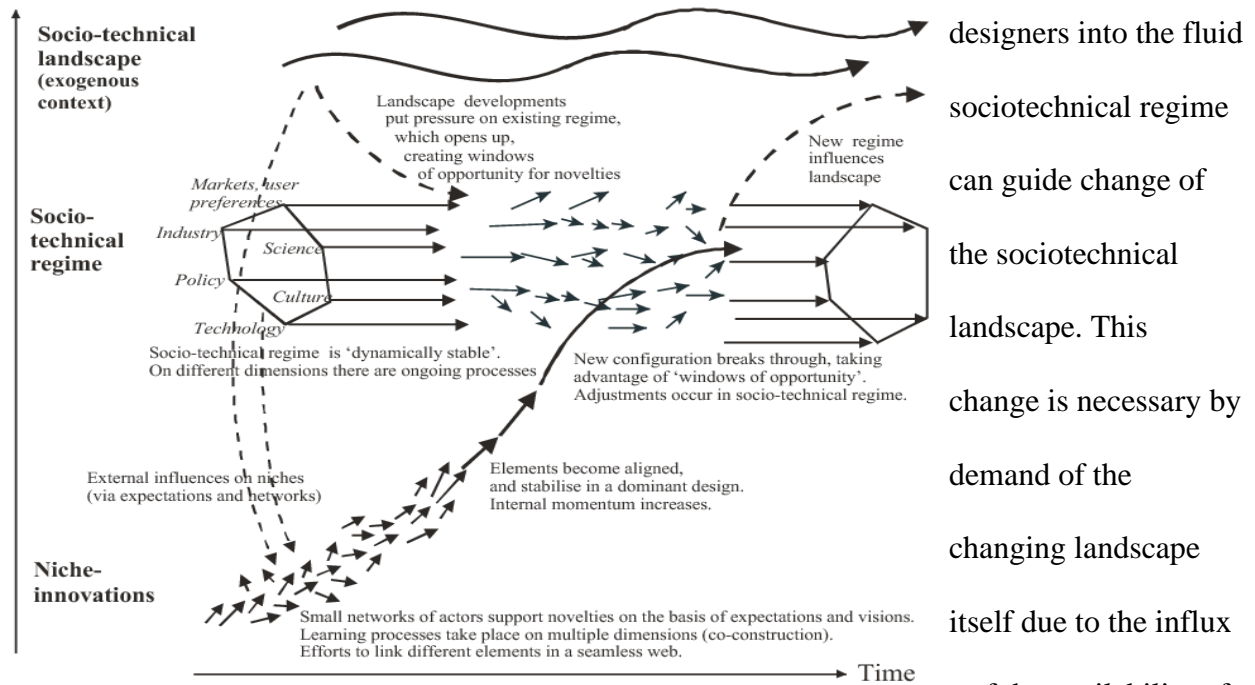 Socio-technical
landscape
(exogenous
context)
Landscape developments
put pressure on existing regime,
which opens up,
creating windows
of opportunity for novelties
New regime
influences
landscape
Socio-
technical
regime
Markets, user
preferences
Industry
Science
Policy
Culture
Technology
Socio-technical regime is ‘dynamically stable’.
On different dimensions there are ongoing processes
New configuration breaks through, taking
advantage of ‘windows of opportunity’.
Adjustments occur in socio-technical regime.
External influences on niches
(via expectations and networks)
Elements become aligned,
and stabilise in a dominant design.
Internal momentum increases.
Niche-
innovations
Small networks of actors support novelties on the basis of expectations and visions.
Learning processes take place on multiple dimensions (co-construction).
Efforts to link different elements in a seamless web.
Time
designers into the fluid
sociotechnical regime
can guide change of
the sociotechnical
landscape. This
change is necessary by
demand of the
changing landscape
itself due to the influx